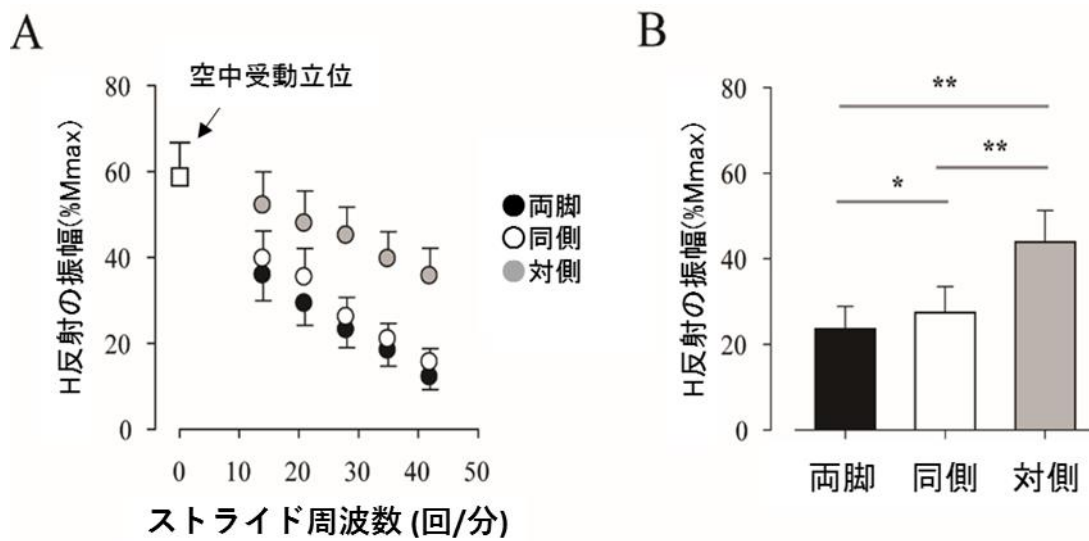 A
空中受動立位
H反射の振幅(%Mmax)
80
60
40
20
0
0 10 20 30 40 50
ストライド周波数 (回/分)
両脚
同側
対側
B
H反射の振幅(%Mmax)
80
60
40
20
0
**
**
*
両脚 同側 対側